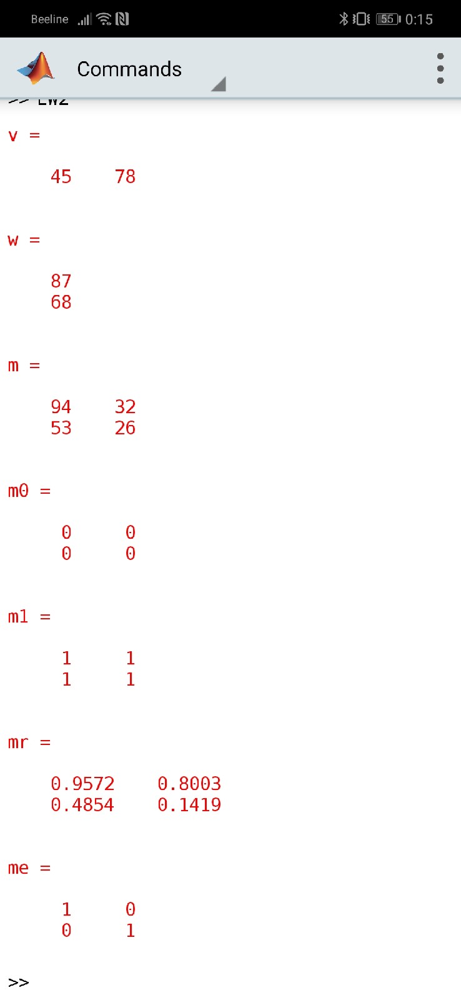 Beeline 55 0:15
Commands
>> LW2
v =
45 78
w =
87
68
m =
94 32
53 26
m0 =
0 0
0 0
m1 =
1 1
1 1
mr =
0.9572 0.8003
0.4854 0.1419
me =
1 0
0 1
>>